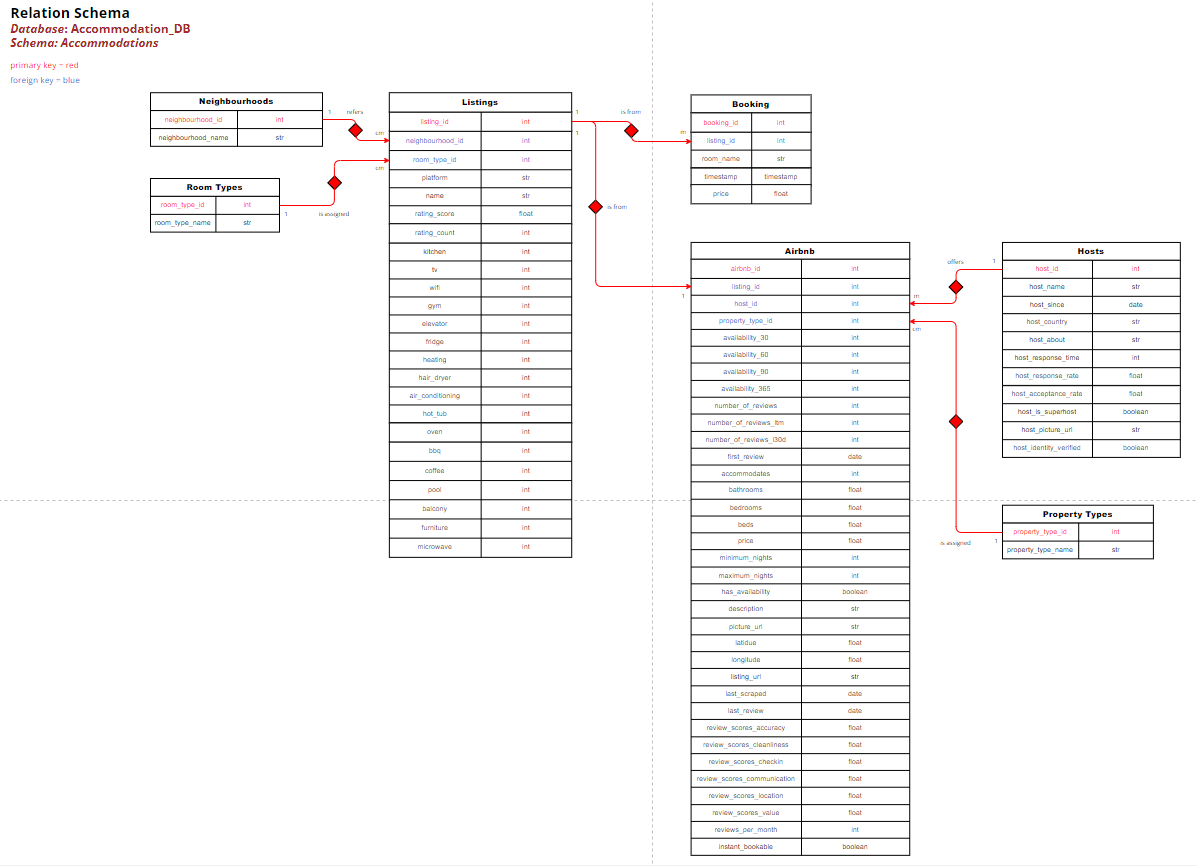 Relation Schema
Database: Accommodation_DB
Schema: Accommodations
primary key = red
foreign key = blue
Neighbourhoods
neighbourhood_id int
neighbourhood_name str
1
refers
cm
Room Types
room_type_id int
room_type_name str
1
is assigned
cm
Listings
listing_id int
neighbourhood_id int
room_type_id int
platform str
name str
rating_score float
rating_count int
kitchen int
tv int
wifi int
gym int
elevator int
fridge int
heating int
hair_dryer int
air_conditioning int
hot_tub int
oven int
bbq int
coffee int
pool int
balcony int
furniture int
microwave int
1
is from
m
1
is from
1
Booking
booking_id int
listing_id int
room_name str
timestamp timestamp
price float
Airbnb
airbnb_id int
listing_id int
host_id int
property_type_id int
availability_30 int
availability_60 int
availability_90 int
availability_365 int
number_of_reviews int
number_of_reviews_ltm int
number_of_reviews_l30d int
first_review date
accommodates int
bathrooms float
bedrooms float
beds float
price float
minimum_nights int
maximum_nights int
has_availability boolean
description str
picture_url str
latidue float
longitude float
listing_url str
last_scraped date
last_review date
review_scores_accuracy float
review_scores_cleanliness float
review_scores_checkin float
review_scores_communication float
review_scores_location float
review_scores_value float
reviews_per_month int
instant_bookable boolean
offers
1
m
cm
Hosts
host_id int
host_name str
host_since date
host_country str
host_about str
host_response_time int
host_response_rate float
host_acceptance_rate float
host_is_superhost boolean
host_picture_url str
host_identity_verified boolean
Property Types
property_type_id int
property_type_name str
is assigned
1